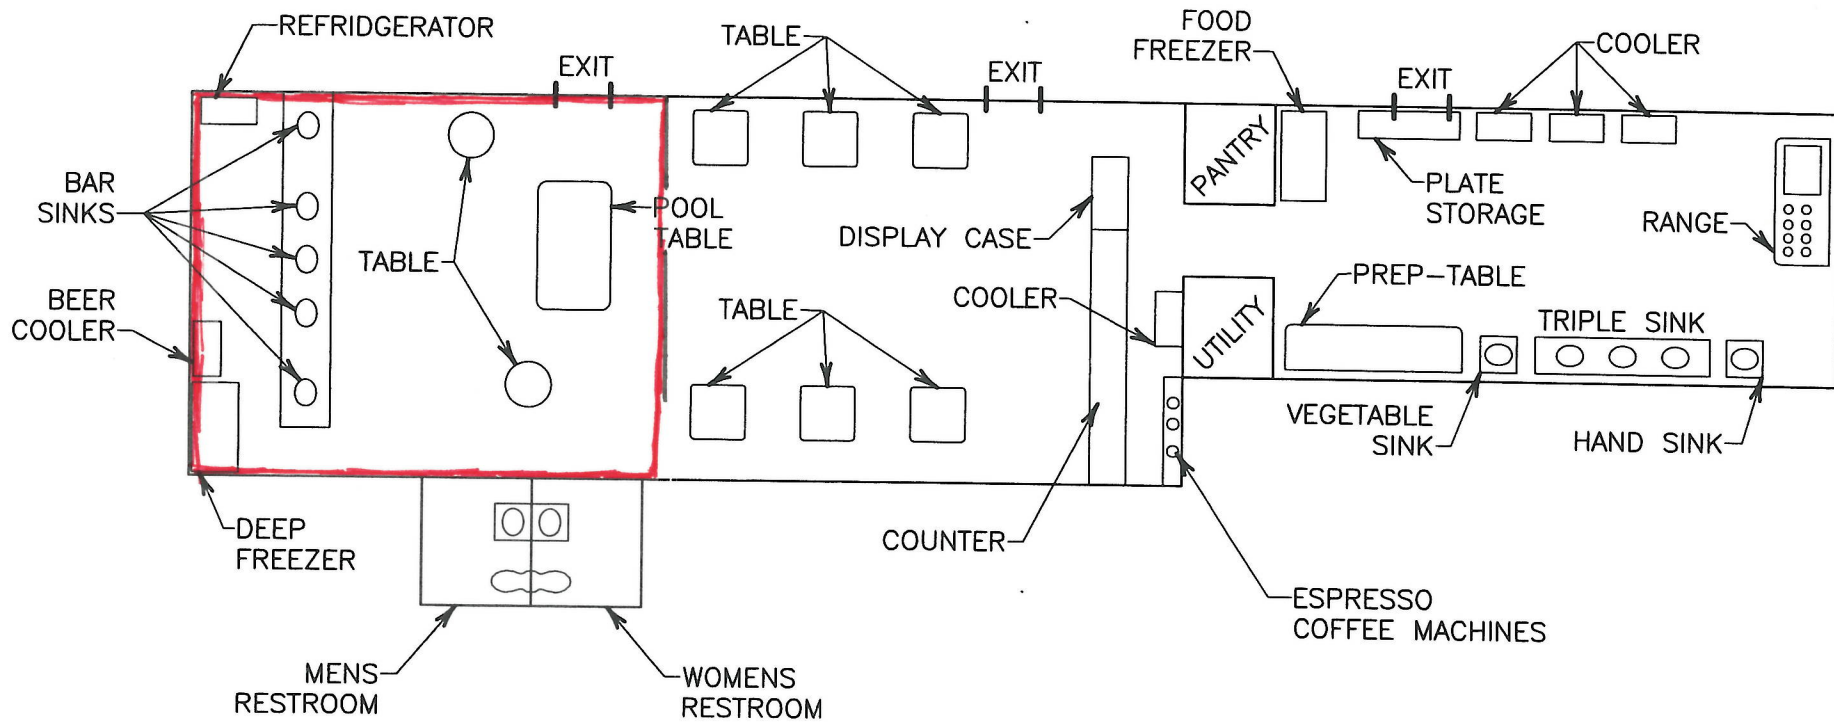 REFRIDGERATOR
EXIT
TABLE
EXIT
FOOD
FREEZER
EXIT
COOLER
BAR
SINKS
TABLE
POOL
TABLE
DISPLAY CASE
PANTRY
PLATE
STORAGE
RANGE
BEER
COOLER
TABLE
COOLER
UTILITY
PREP-TABLE
TRIPLE SINK
VEGETABLE
SINK
HAND SINK
DEEP
FREEZER
COUNTER
ESPRESSO
COFFEE MACHINES
MENS
RESTROOM
WOMENS
RESTROOM